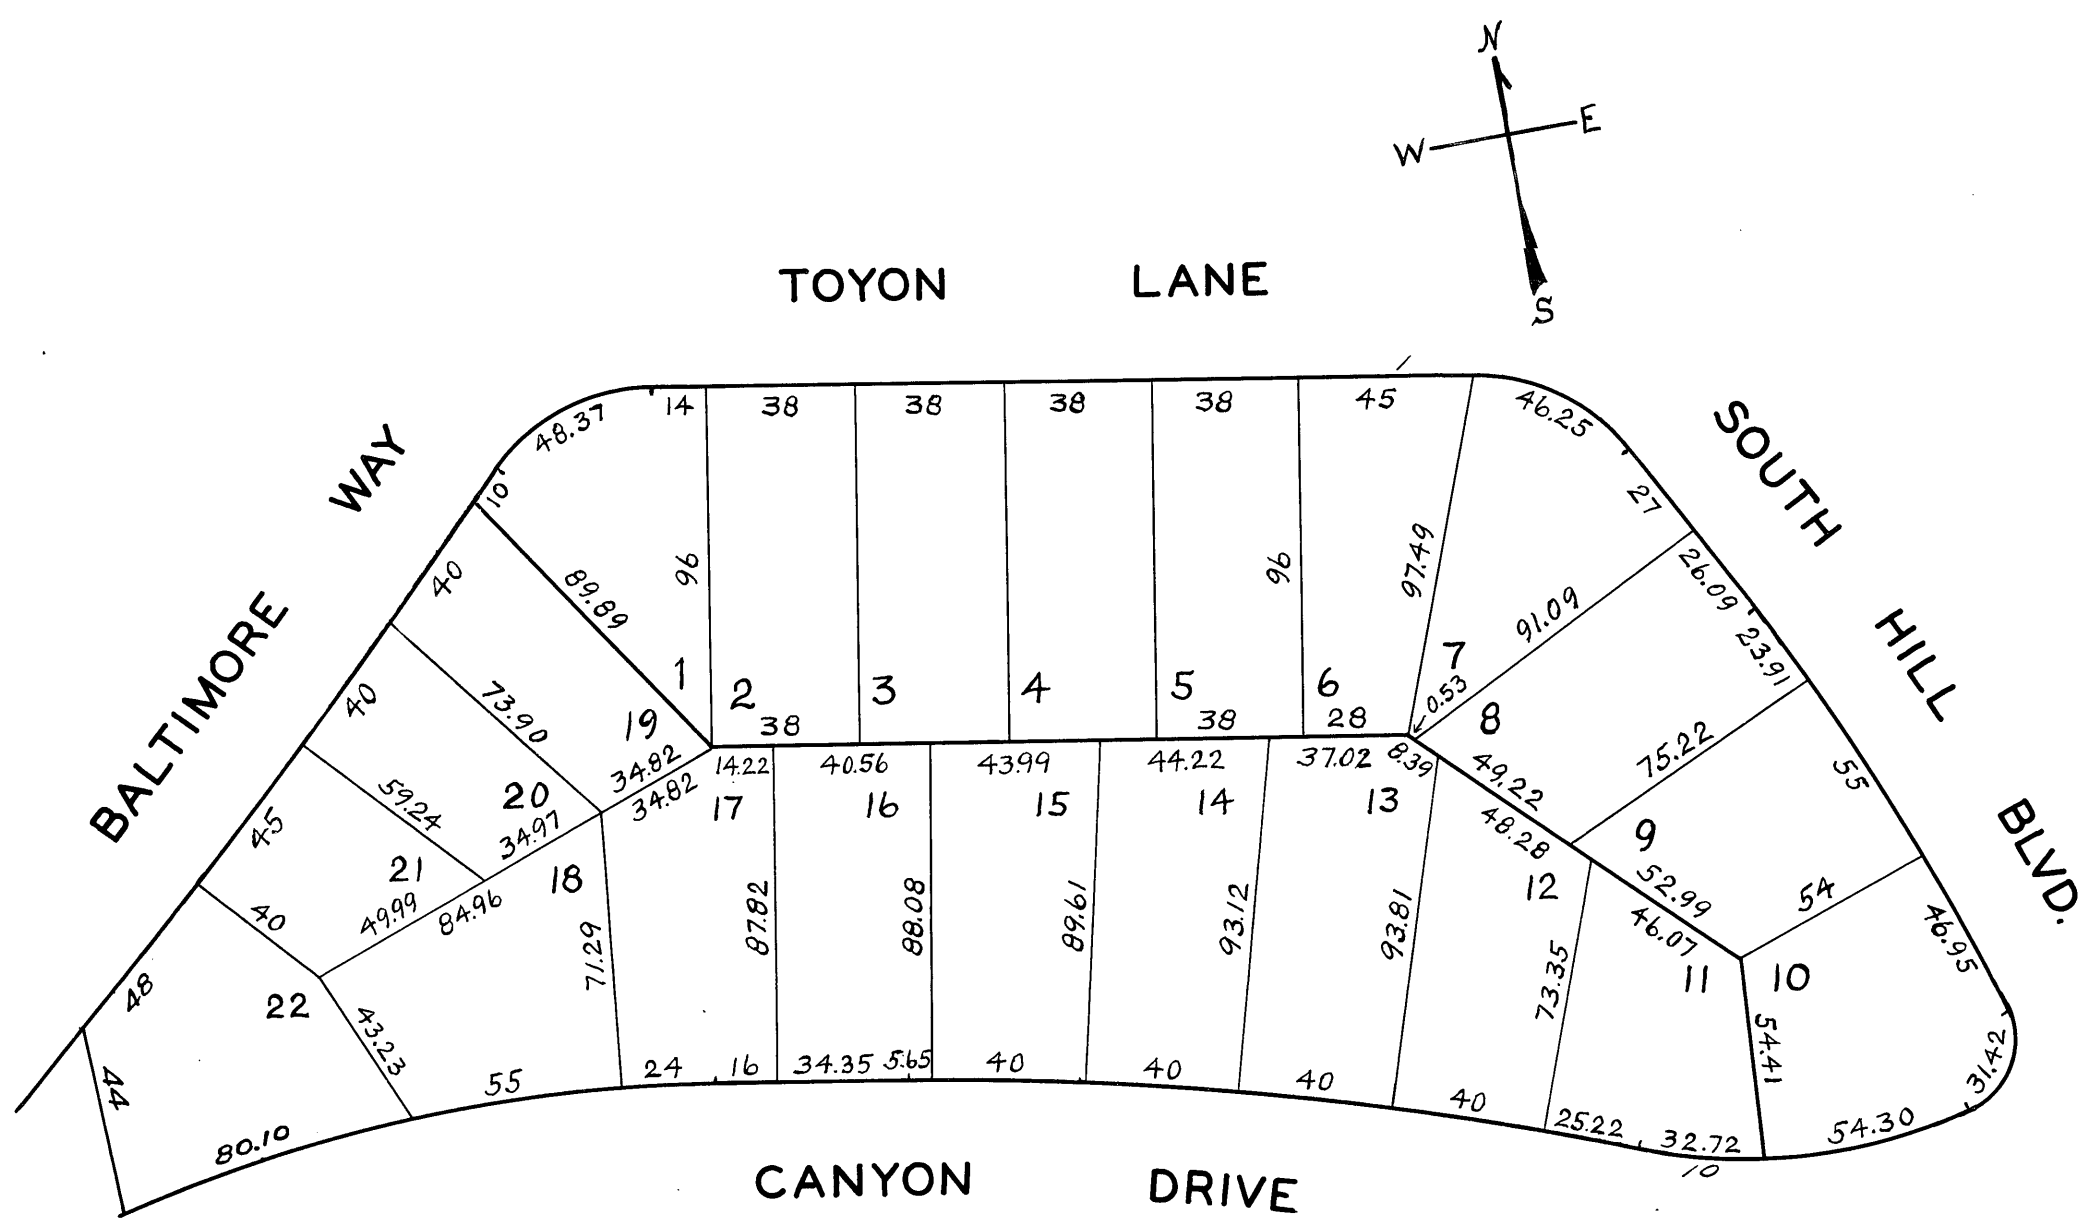 N
W E
S
TOYON LANE
BALTIMORE WAY
SOUTH HILL BLVD.
CANYON DRIVE
48.37 14 38 38 38 38 45 46.25
10 27
40 89.89 96 96 97.49 91.09 26.09
23.91
40 73.90 1 2 3 4 5 6 7 0.53 8
19 38 38 28
34.82 14.22 40.56 43.99 44.22 37.02 8.39 49.22 75.22 55
34.82 17 16 15 14 13
45 59.24 20 34.97 48.28 9
21 18 12 52.99 54
40 49.99 84.96 71.29 87.82 88.08 89.61 93.12 93.81 73.35 46.07 46.95
48 22 11 10
43.23 54.41 31.42
44 55 24 16 34.35 5.65 40 40 40 40 25.22 32.72 54.30
80.10 10